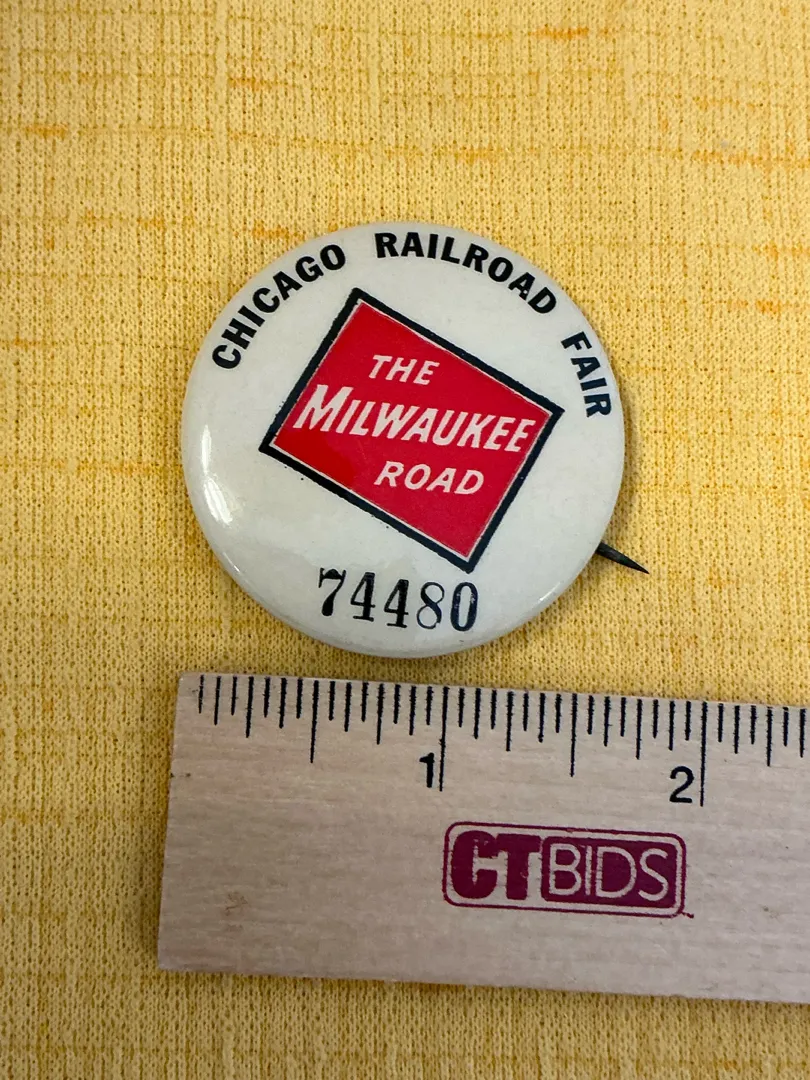 CHICAGO RAILROAD FAIR
THE
MILWAUKEE
ROAD
74480
1 2
CTBIDS